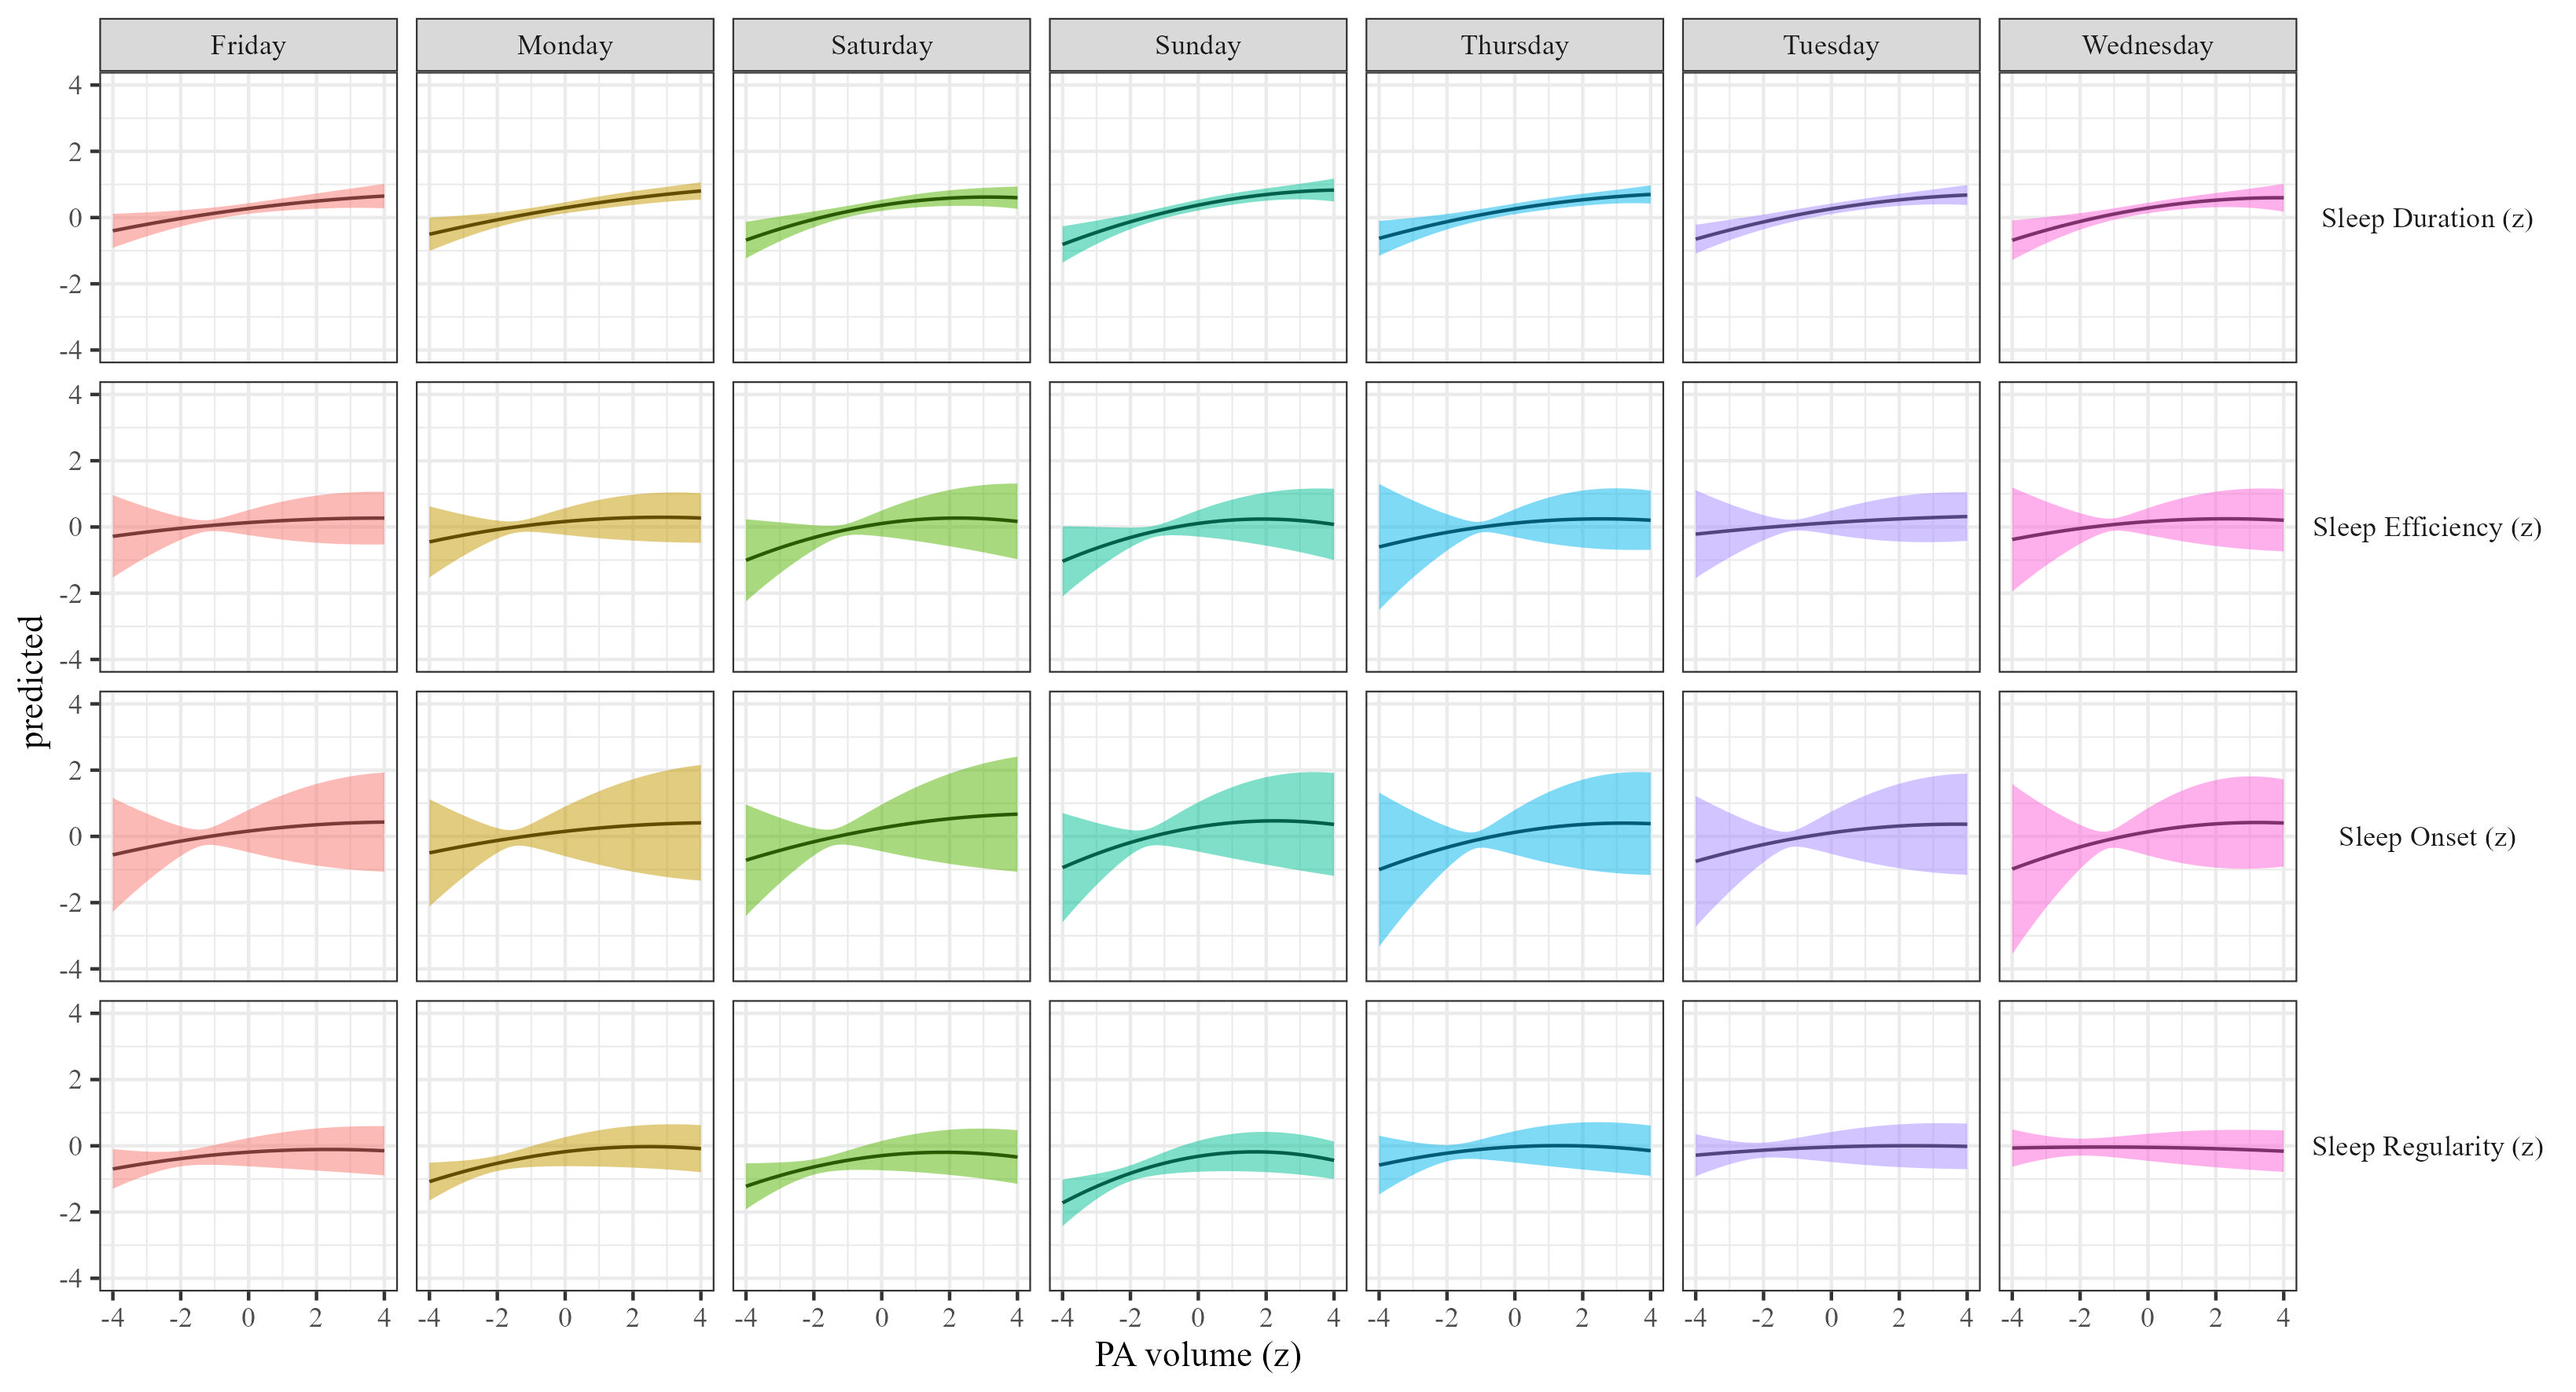 Friday Monday Saturday Sunday Thursday Tuesday Wednesday
4
2
0
-2
-4
Sleep Duration (z)
4
2
0
-2
-4
Sleep Efficiency (z)
predicted
4
2
0
-2
-4
Sleep Onset (z)
4
2
0
-2
-4
Sleep Regularity (z)
-4 -2 0 2 4 -4 -2 0 2 4 -4 -2 0 2 4 -4 -2 0 2 4 -4 -2 0 2 4 -4 -2 0 2 4 -4 -2 0 2 4
PA volume (z)